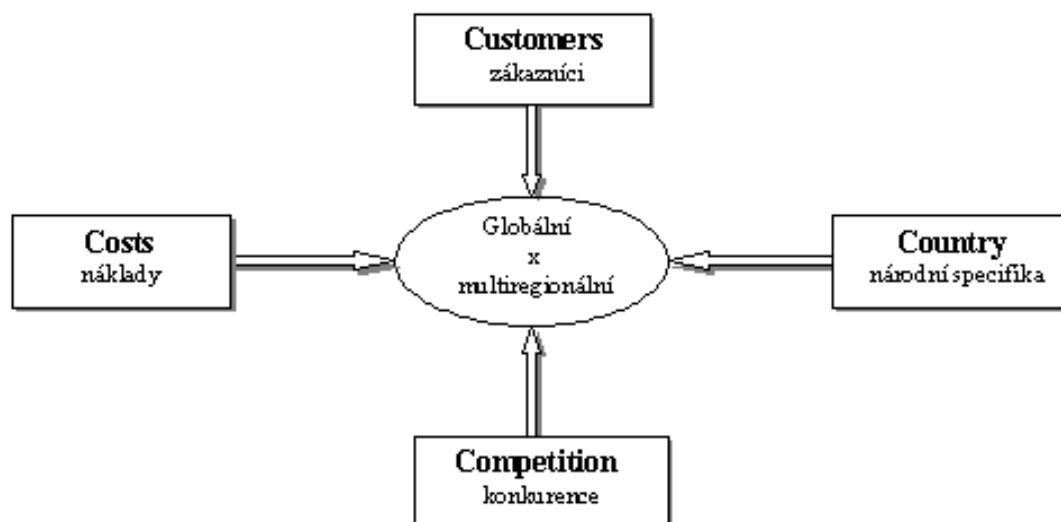 Customers
zákazníci
Costs
náklady
Globální
x
multiregionální
Country
národní specifika
Competition
konkurence